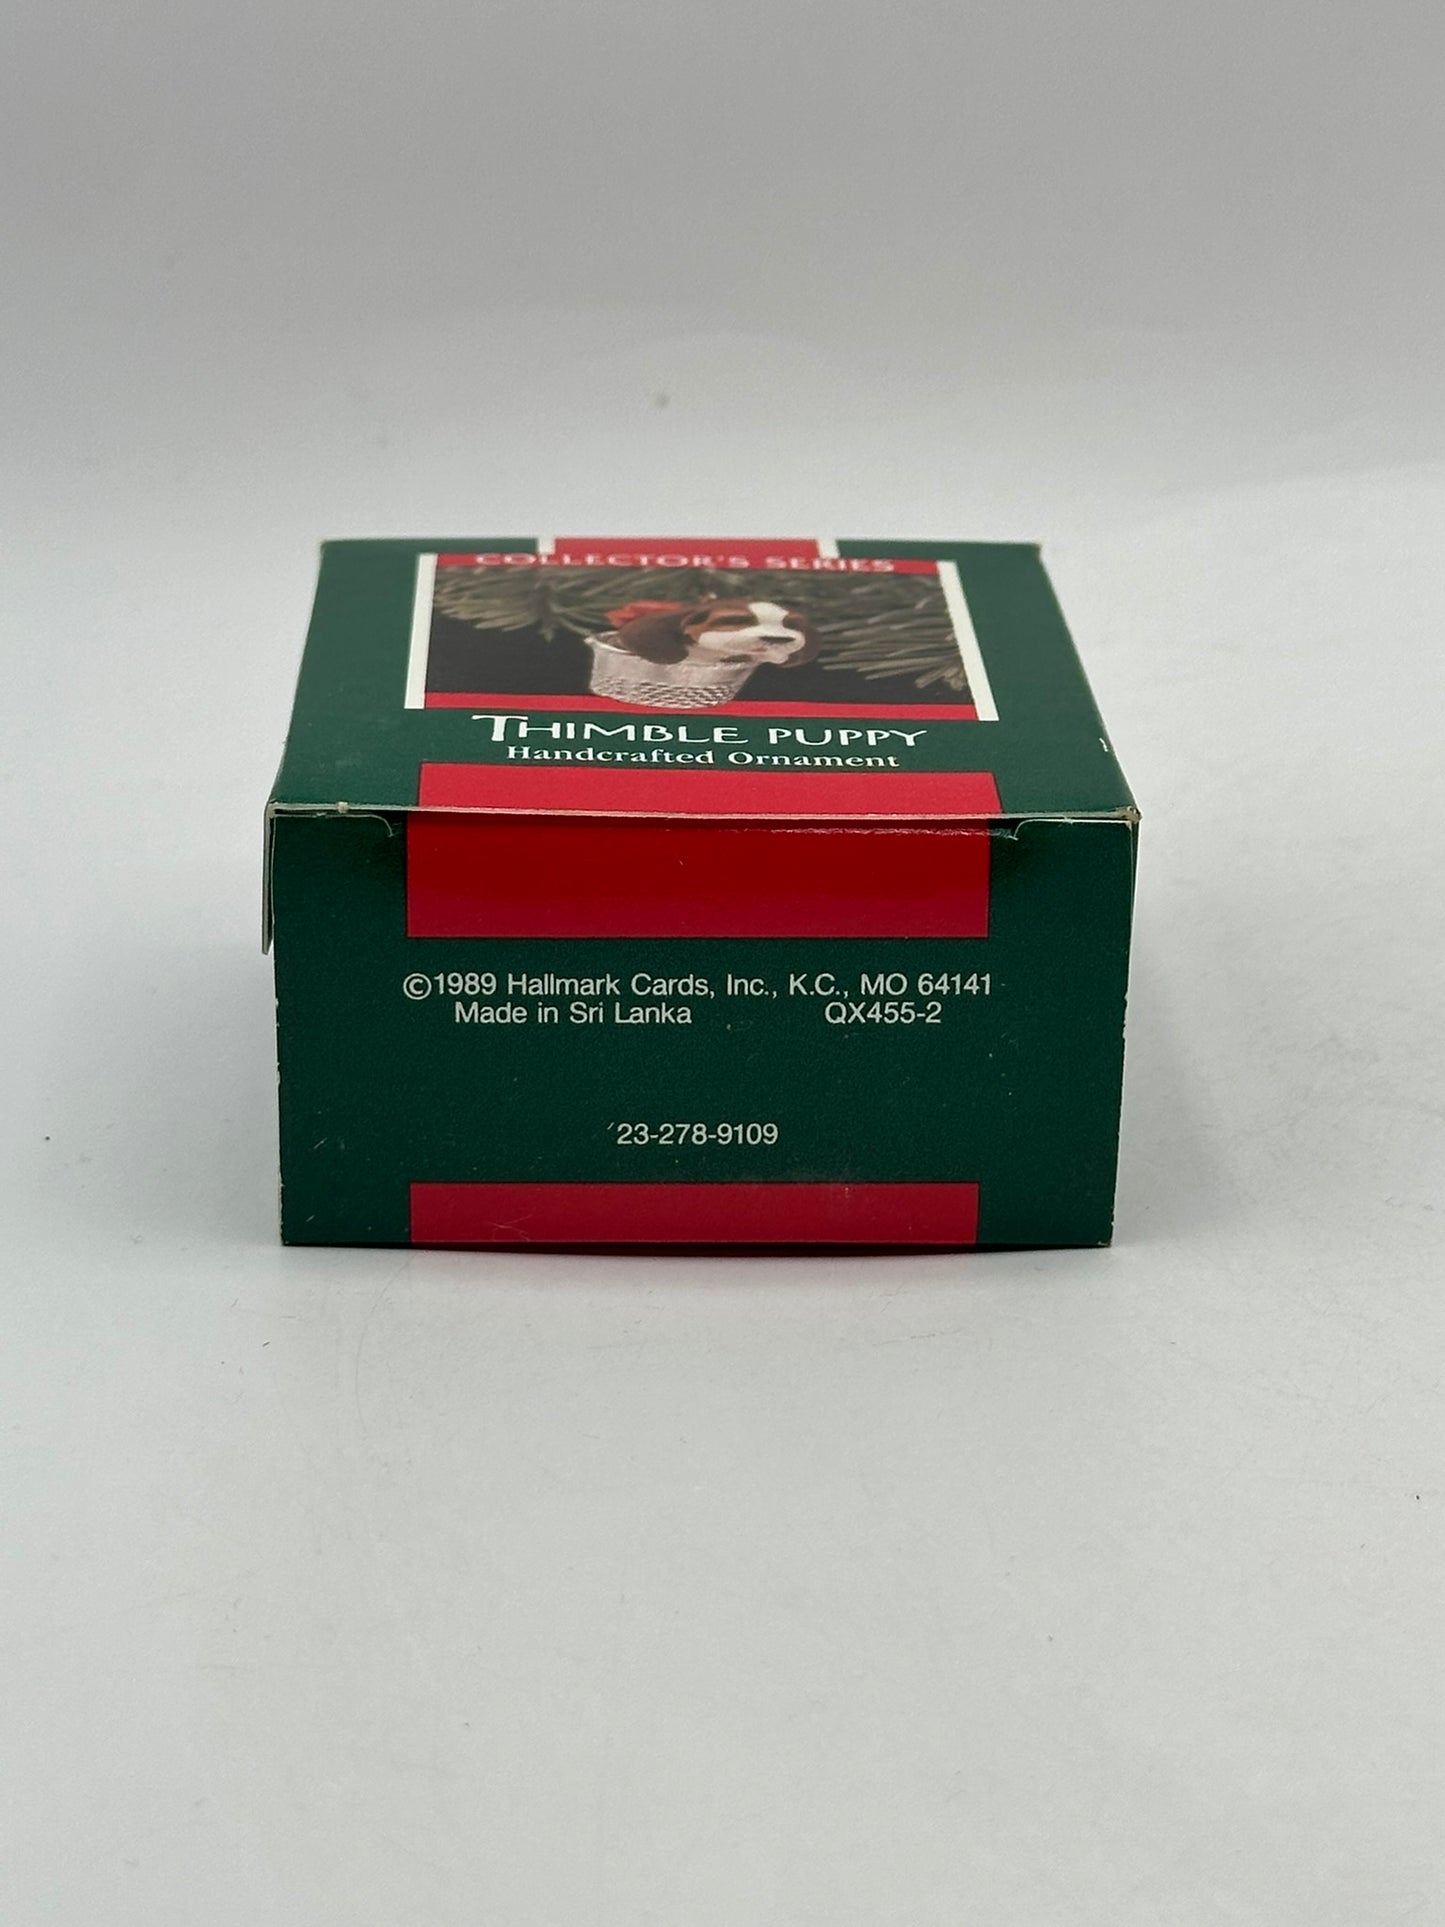 COLLECTOR'S SERIES
THIMBLE PUPPY
Handcrafted Ornament
©1989 Hallmark Cards, Inc., K.C., MO 64141
Made in Sri Lanka QX455-2
´23-278-9109